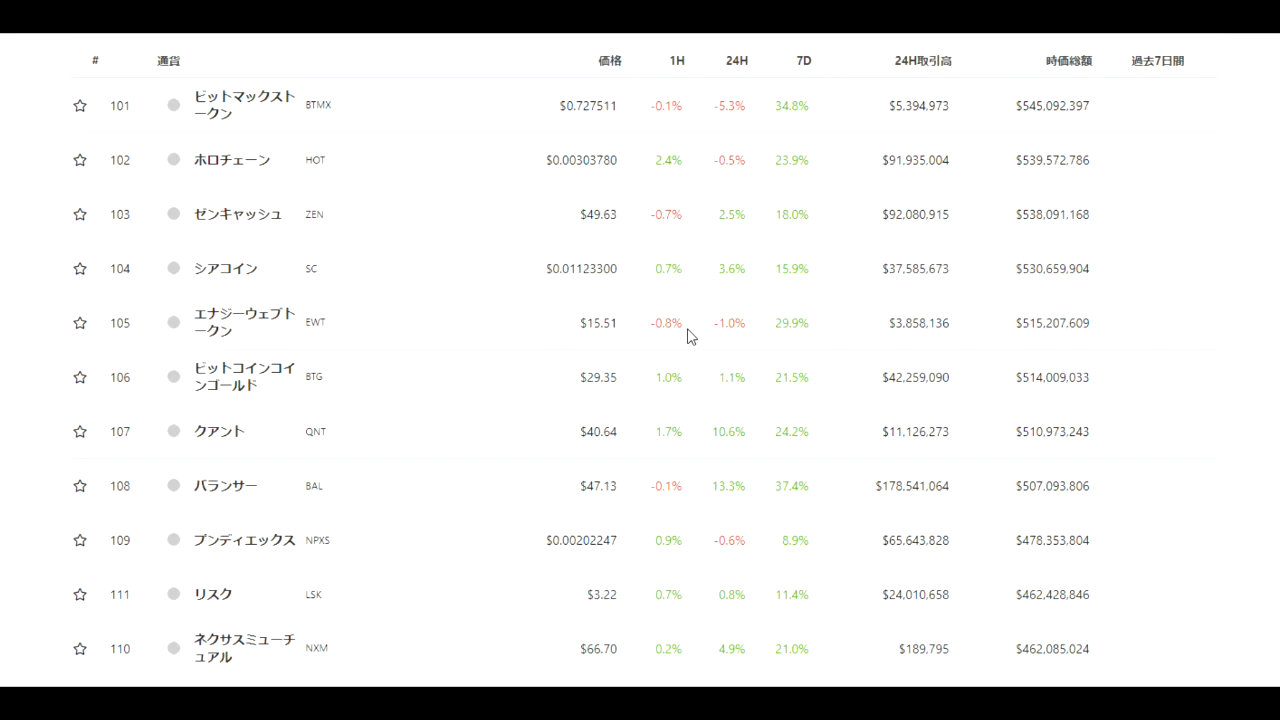 # 通貨 価格 1H 24H 7D 24H取引高 時価総額 過去7日間
101 ビットマックストークン BTMX $0.727511 -0.1% -5.3% 34.8% $5,394,973 $545,092,397
102 ホロチェーン HOT $0.00303780 2.4% -0.5% 23.9% $91,935,004 $539,572,786
103 ゼンキャッシュ ZEN $49.63 -0.7% 2.5% 18.0% $92,080,915 $538,091,168
104 シアコイン SC $0.01123300 0.7% 3.6% 15.9% $37,585,673 $530,659,904
105 エナジーウェブトークン EWT $15.51 -0.8% -1.0% 29.9% $3,858,136 $515,207,609
106 ビットコインコインゴールド BTG $29.35 1.0% 1.1% 21.5% $42,259,090 $514,009,033
107 クアント QNT $40.64 1.7% 10.6% 24.2% $11,126,273 $510,973,243
108 バランサー BAL $47.13 -0.1% 13.3% 37.4% $178,541,064 $507,093,806
109 プンディエックス NPXS $0.00202247 0.9% -0.6% 8.9% $65,643,828 $478,353,804
111 リスク LSK $3.22 0.7% 0.8% 11.4% $24,010,658 $462,428,846
110 ネクサスミューチュアル NXM $66.70 0.2% 4.9% 21.0% $189,795 $462,085,024